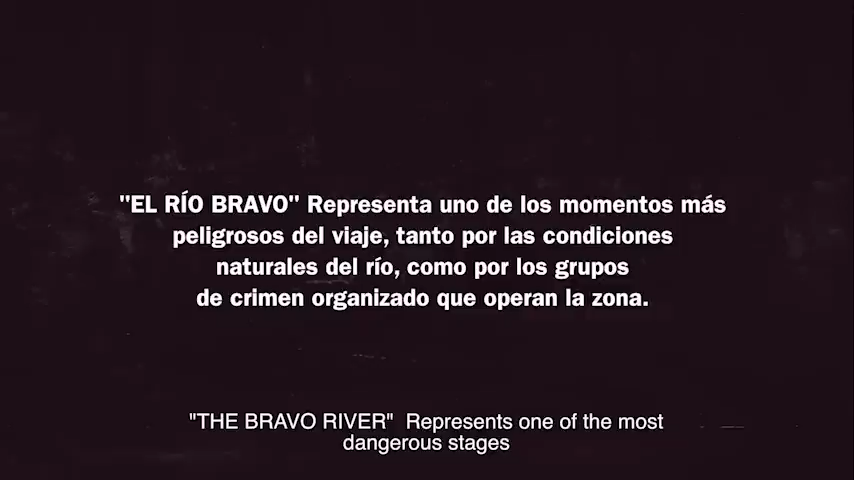 "EL RÍO BRAVO" Representa uno de los momentos más
peligrosos del viaje, tanto por las condiciones
naturales del río, como por los grupos
de crimen organizado que operan la zona.
"THE BRAVO RIVER" Represents one of the most
dangerous stages